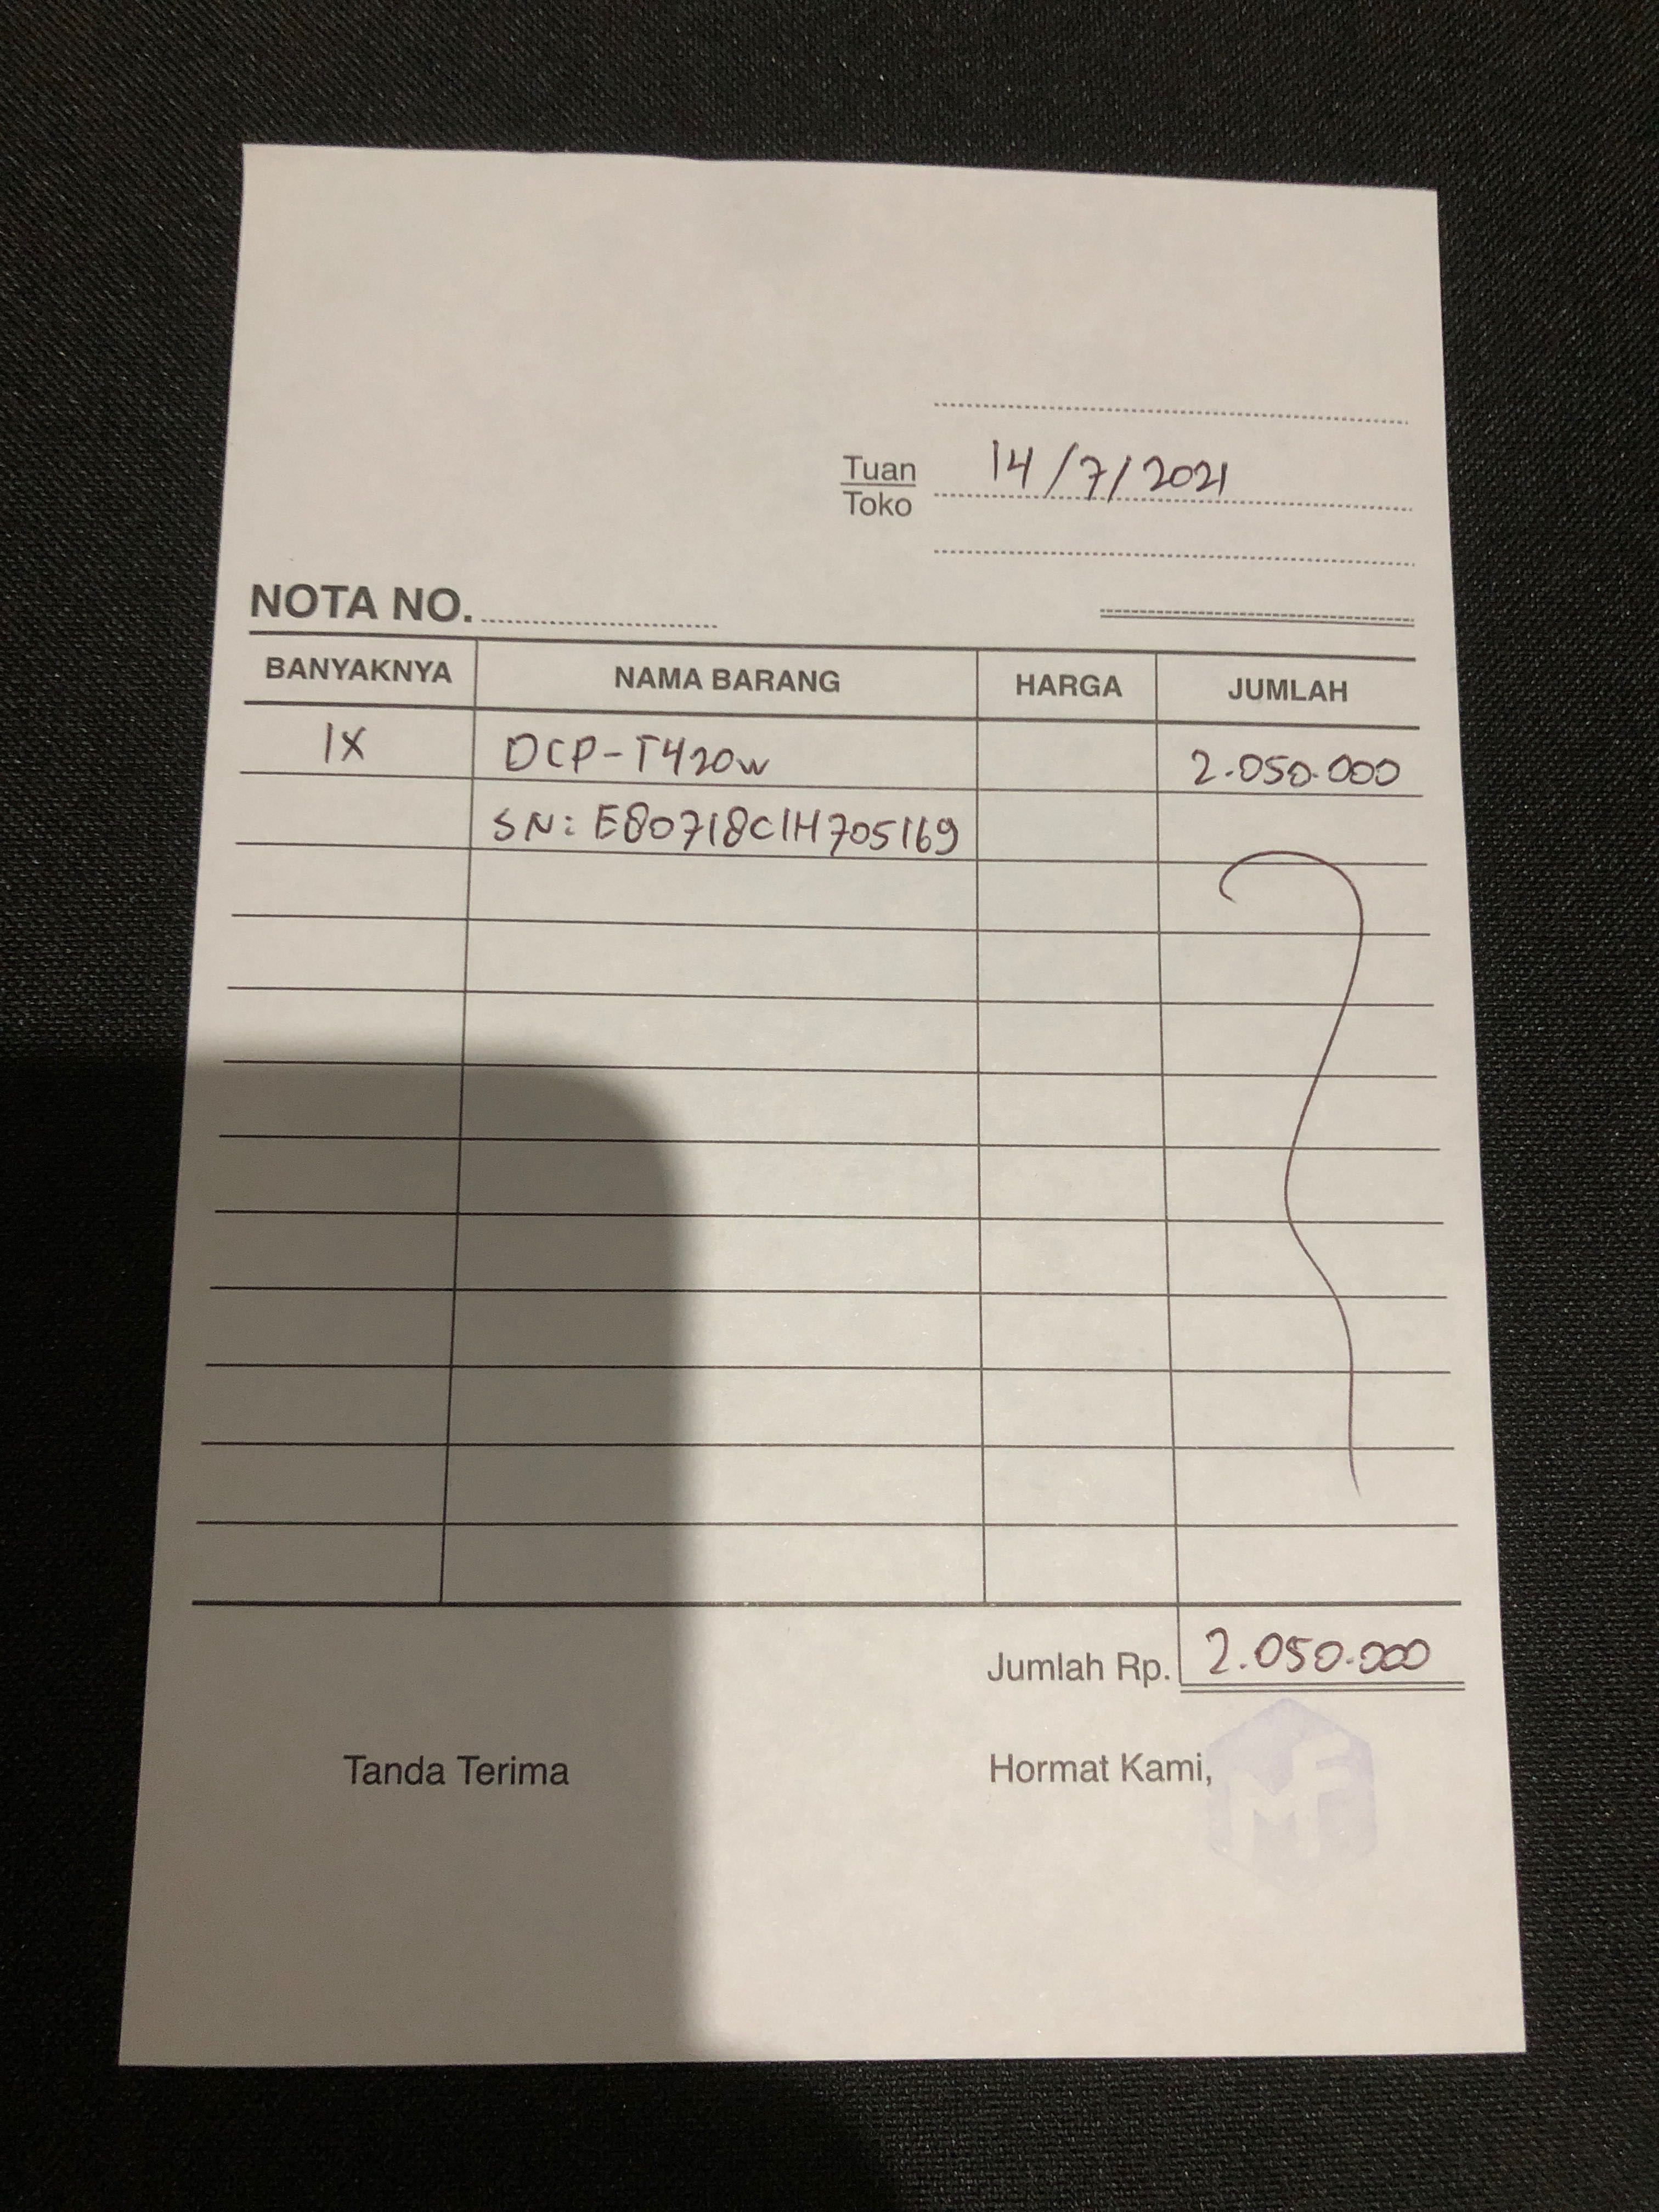 Tuan
Toko
14/7/2021
NOTA NO.
BANYAKNYA NAMA BARANG HARGA JUMLAH
1X DCP-T420w 2.050.000
SN: E80718C1H705169
Jumlah Rp. 2.050.000
Tanda Terima Hormat Kami,